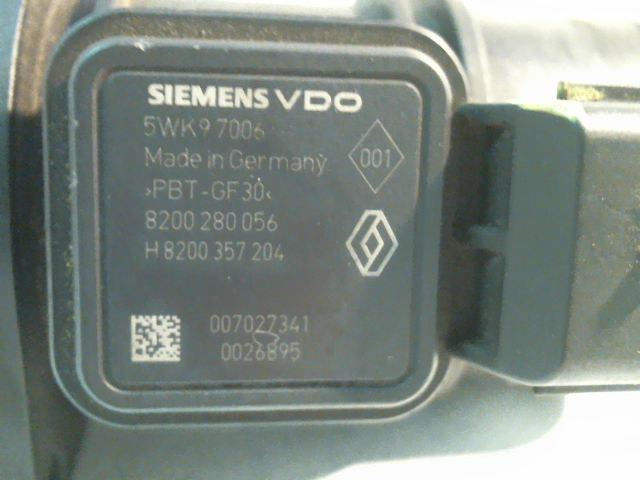 SIEMENS VDO
5WK9 7006
Made in Germany
001
>PBT-GF30<
8200 280 056
H 8200 357 204
007027341
0026895